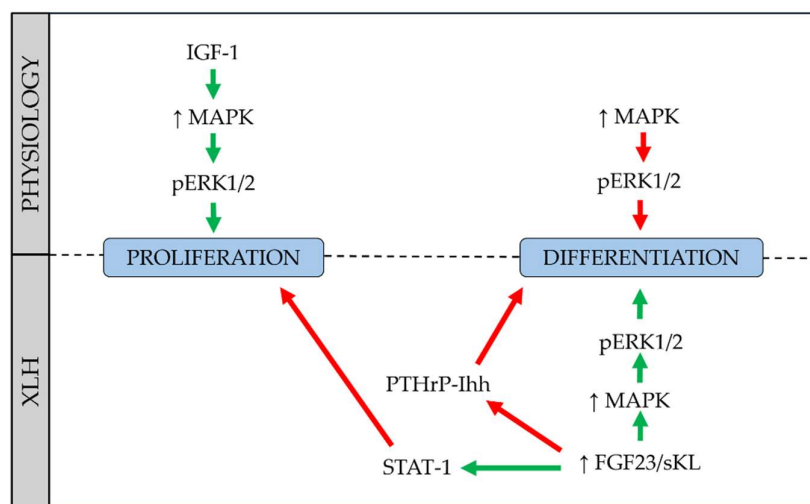 PHYSIOLOGY
IGF-1
↑ MAPK
pERK1/2
↑ MAPK
pERK1/2
PROLIFERATION
DIFFERENTIATION
XLH
pERK1/2
PTHrP-Ihh
↑ MAPK
STAT-1
↑ FGF23/sKL